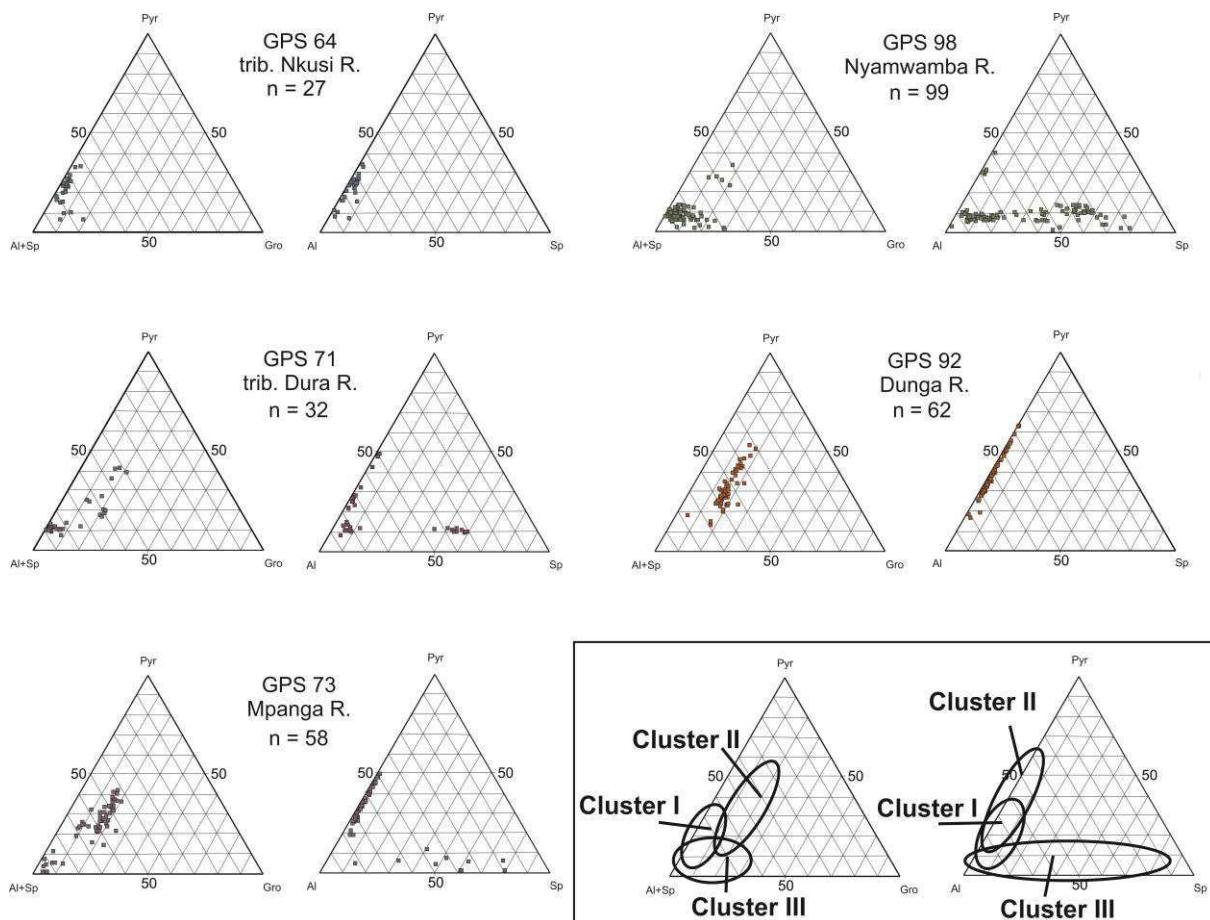 Pyr
Pyr
GPS 64
trib. Nkusi R.
n = 27
50
50
50
50
Al+Sp
50
Gro
Al
50
Sp
Pyr
Pyr
GPS 98
Nyamwamba R.
n = 99
50
50
50
50
Al+Sp
50
Gro
Al
50
Sp
Pyr
Pyr
GPS 71
trib. Dura R.
n = 32
50
50
50
50
Al+Sp
50
Gro
Al
50
Sp
Pyr
Pyr
GPS 92
Dunga R.
n = 62
50
50
50
50
Al+Sp
50
Gro
Al
50
Sp
Pyr
Pyr
GPS 73
Mpanga R.
n = 58
50
50
50
50
Al+Sp
50
Gro
Al
50
Sp
Pyr
Pyr
Cluster II
Cluster II
50
50
50
50
Cluster I
Cluster I
Al+Sp
50
Gro
Al
50
Sp
Cluster III
Cluster III